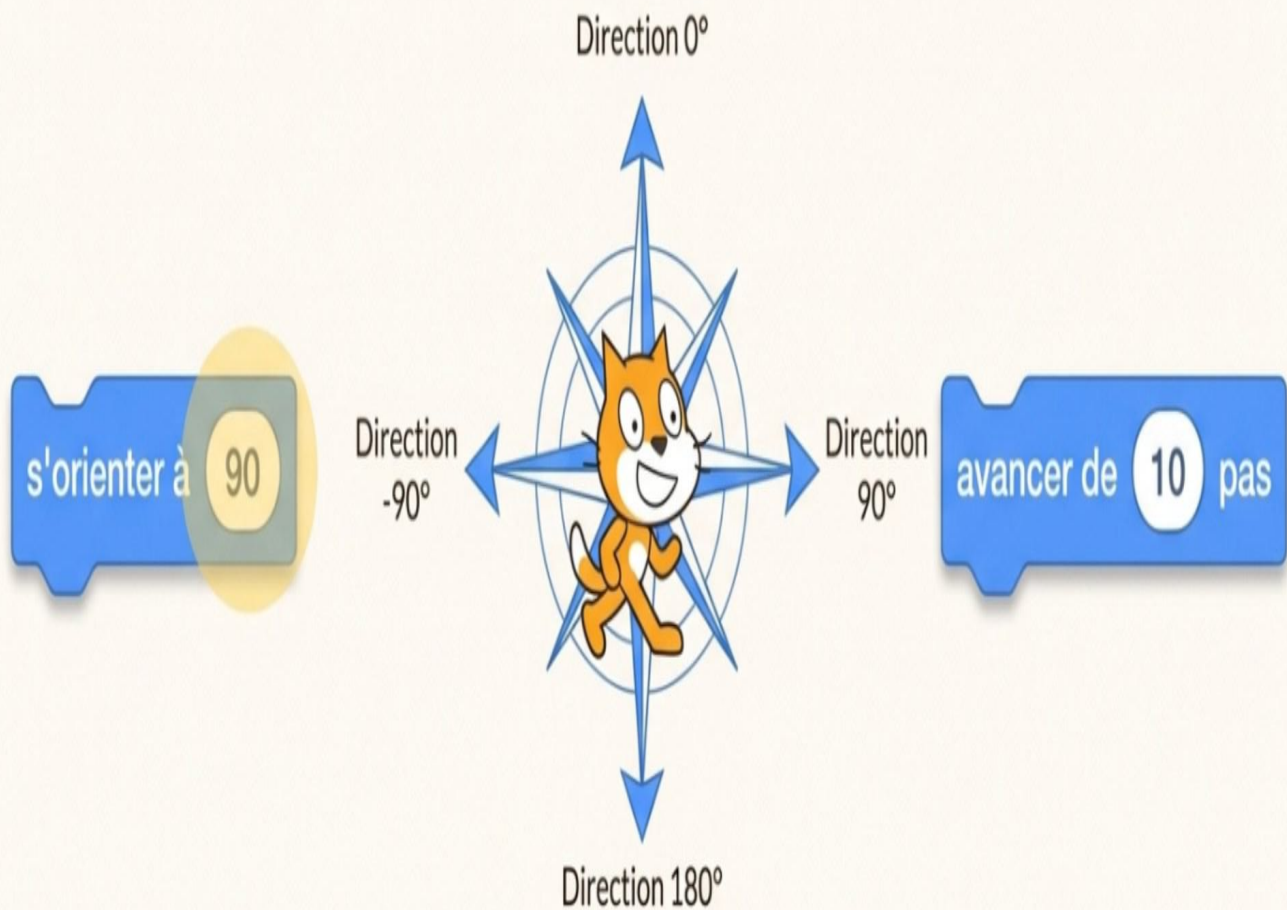 Direction 0°
s'orienter à 90
Direction
-90°
Direction
90°
avancer de 10 pas
Direction 180°